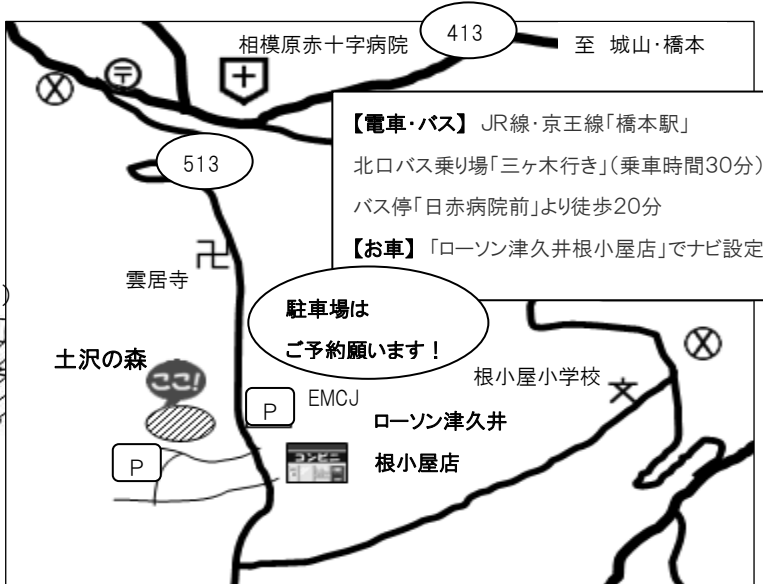 413
相模原赤十字病院
至 城山・橋本
〒
【電車・バス】 JR線・京王線「橋本駅」
北口バス乗り場「三ヶ木行き」(乗車時間30分)
バス停「日赤病院前」より徒歩20分
【お車】 「ローソン津久井根小屋店」でナビ設定
513
卍
雲居寺
駐車場は
ご予約願います！
土沢の森
ここ!
根小屋小学校
文
P
EMCJ
ローソン津久井
根小屋店
コンビニ
P